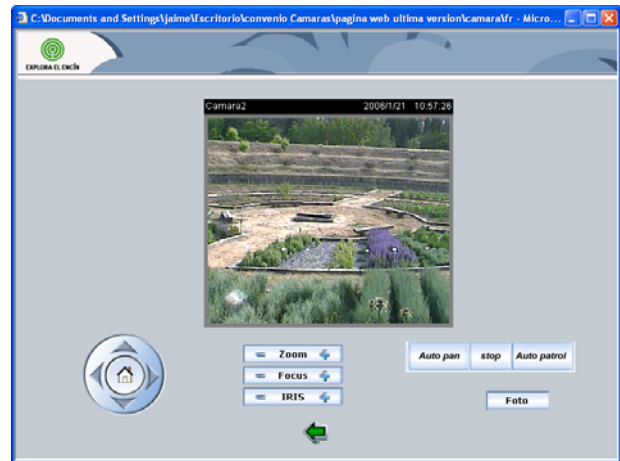 C:\Documents and Settings\jaime\Escritorio\convenio Camaras\pagina web ultima version\camara\fr - Micro...
EXPLORA EL ENCÍN
Camara2 2006/1/21 10:57:26
Zoom
Focus
IRIS
Auto pan stop Auto patrol
Foto